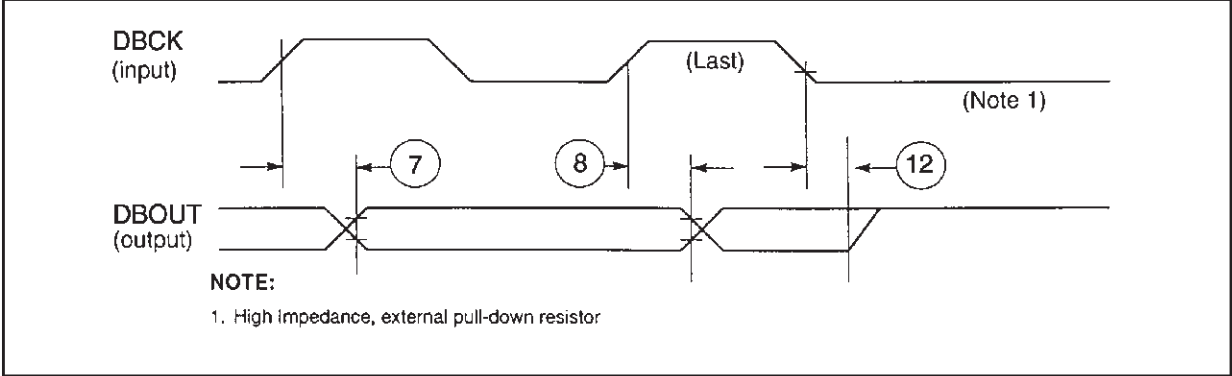 DBCK
(input)
(Last)
(Note 1)
7
8
12
DBOUT
(output)
NOTE:
1. High Impedance, external pull-down resistor